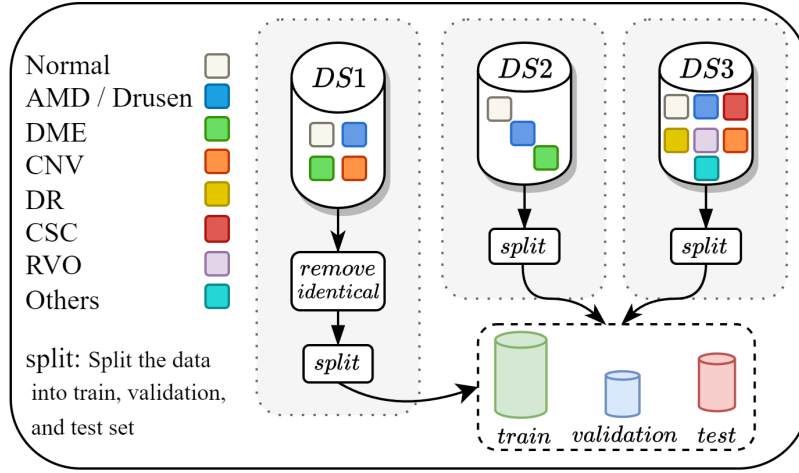 Normal
AMD / Drusen
DME
CNV
DR
CSC
RVO
Others
split: Split the data
into train, validation,
and test set
DS1
remove
identical
split
DS2
split
DS3
split
train
validation
test